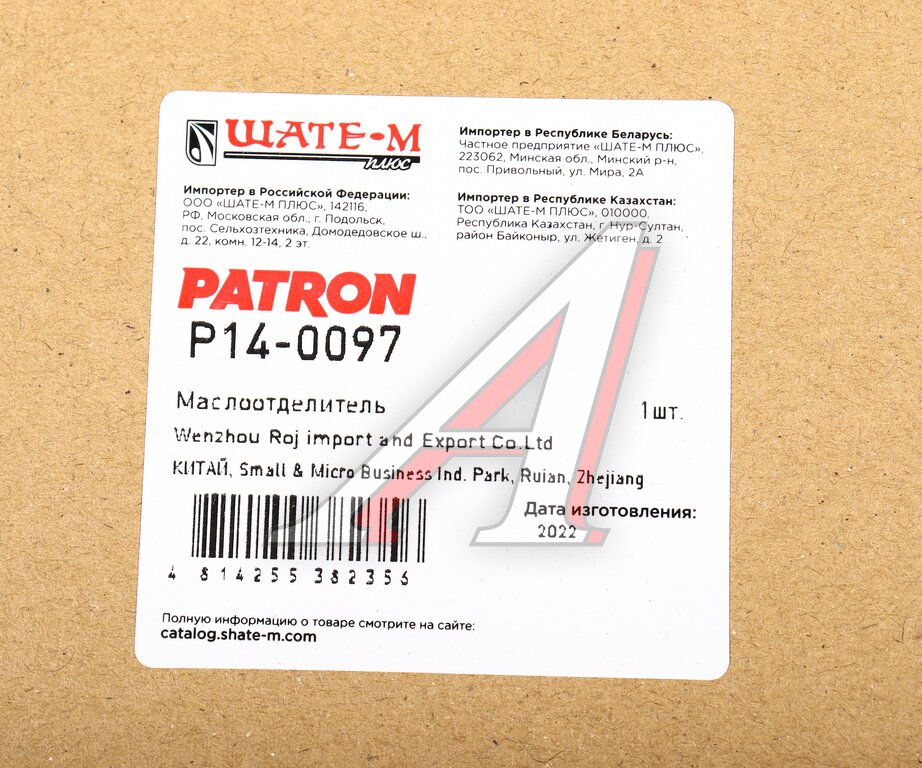 ШАТЕ-М
плюс
Импортер в Российской Федерации:
ООО «ШАТЕ-М ПЛЮС», 142116,
РФ, Московская обл., г. Подольск,
пос. Сельхозтехника, Домодедовское ш.,
д. 22, комн. 12-14, 2 эт.
Импортер в Республике Беларусь:
Частное предприятие «ШАТЕ-М ПЛЮС»,
223062, Минская обл., Минский р-н,
пос. Привольный, ул. Мира, 2А
Импортер в Республике Казахстан:
ТОО «ШАТЕ-М ПЛЮС», 010000,
Республика Казахстан, г. Нур-Султан,
район Байконыр, ул. Жетиген, д. 2
PATRON
P14-0097
Маслоотделитель 1 шт.
Wenzhou Roj import and Export Co.Ltd
КИТАЙ, Small & Micro Business Ind. Park, Ruian, Zhejiang
Дата изготовления:
2022
4 814255 382356
Полную информацию о товаре смотрите на сайте:
catalog.shate-m.com